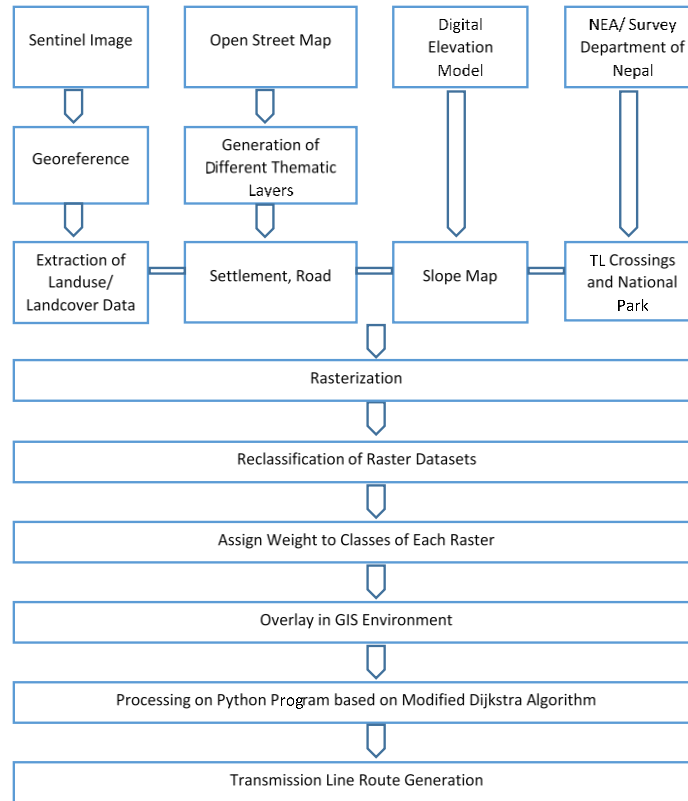 Sentinel Image
Open Street Map
Digital
Elevation
Model
NEA/ Survey
Department of
Nepal
Georeference
Generation of
Different Thematic
Layers
Extraction of
Landuse/
Landcover Data
Settlement, Road
Slope Map
TL Crossings
and National
Park
Rasterization
Reclassification of Raster Datasets
Assign Weight to Classes of Each Raster
Overlay in GIS Environment
Processing on Python Program based on Modified Dijkstra Algorithm
Transmission Line Route Generation